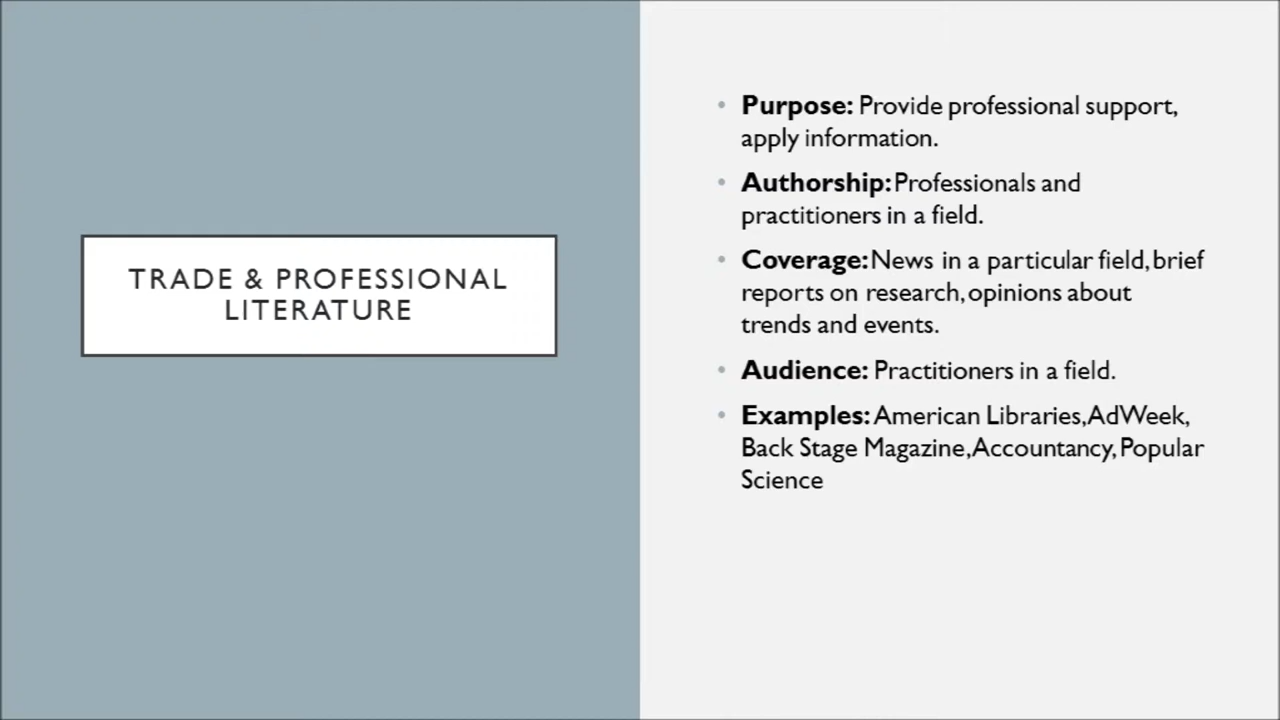 TRADE & PROFESSIONAL
LITERATURE
• Purpose: Provide professional support,
apply information.
• Authorship: Professionals and
practitioners in a field.
• Coverage: News in a particular field, brief
reports on research, opinions about
trends and events.
• Audience: Practitioners in a field.
• Examples: American Libraries, AdWeek,
Back Stage Magazine, Accountancy, Popular
Science